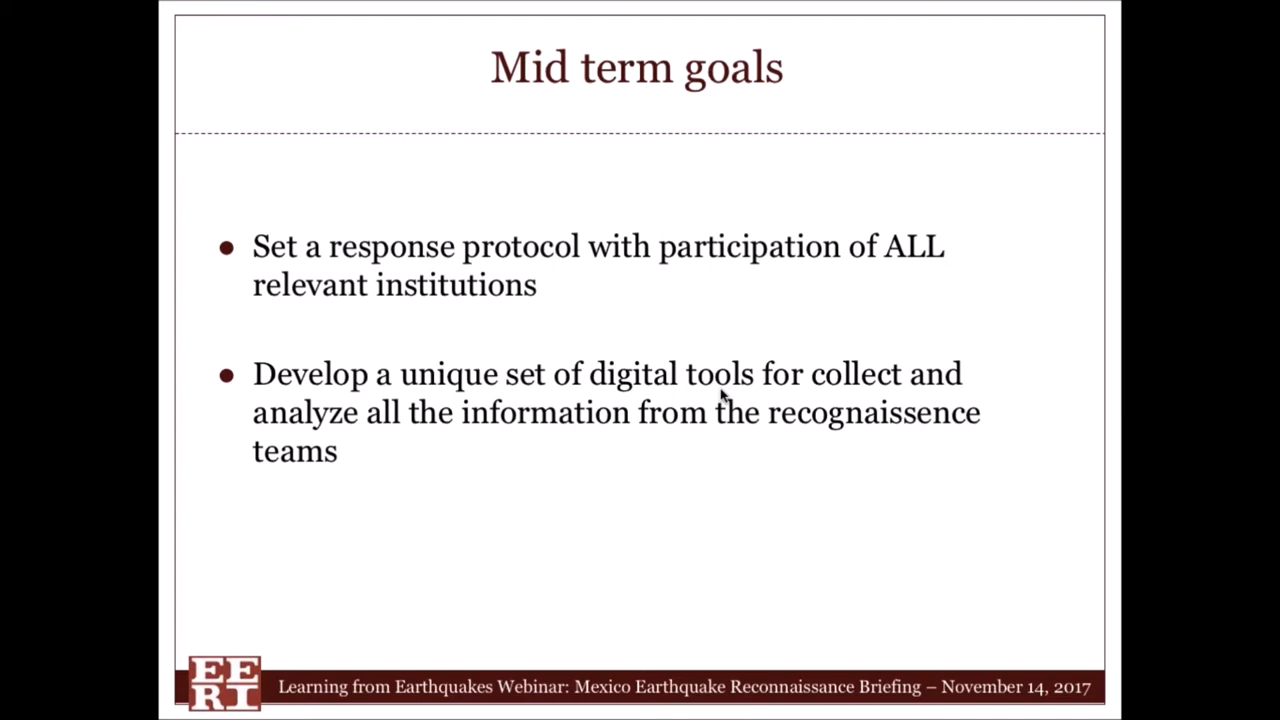 Mid term goals
● Set a response protocol with participation of ALL
relevant institutions
● Develop a unique set of digital tools for collect and
analyze all the information from the recognaissence
teams
EE
RI
Learning from Earthquakes Webinar: Mexico Earthquake Reconnaissance Briefing – November 14, 2017